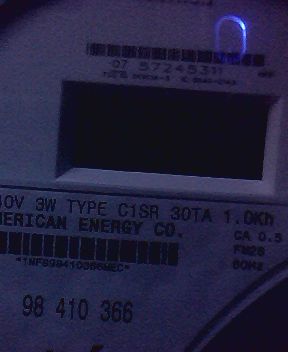 07 57245311
40V 3W TYPE C1SR 30TA 1.0Kh
MERICAN ENERGY CO.
CA 0.5
FM2S
60HZ
98 410 366